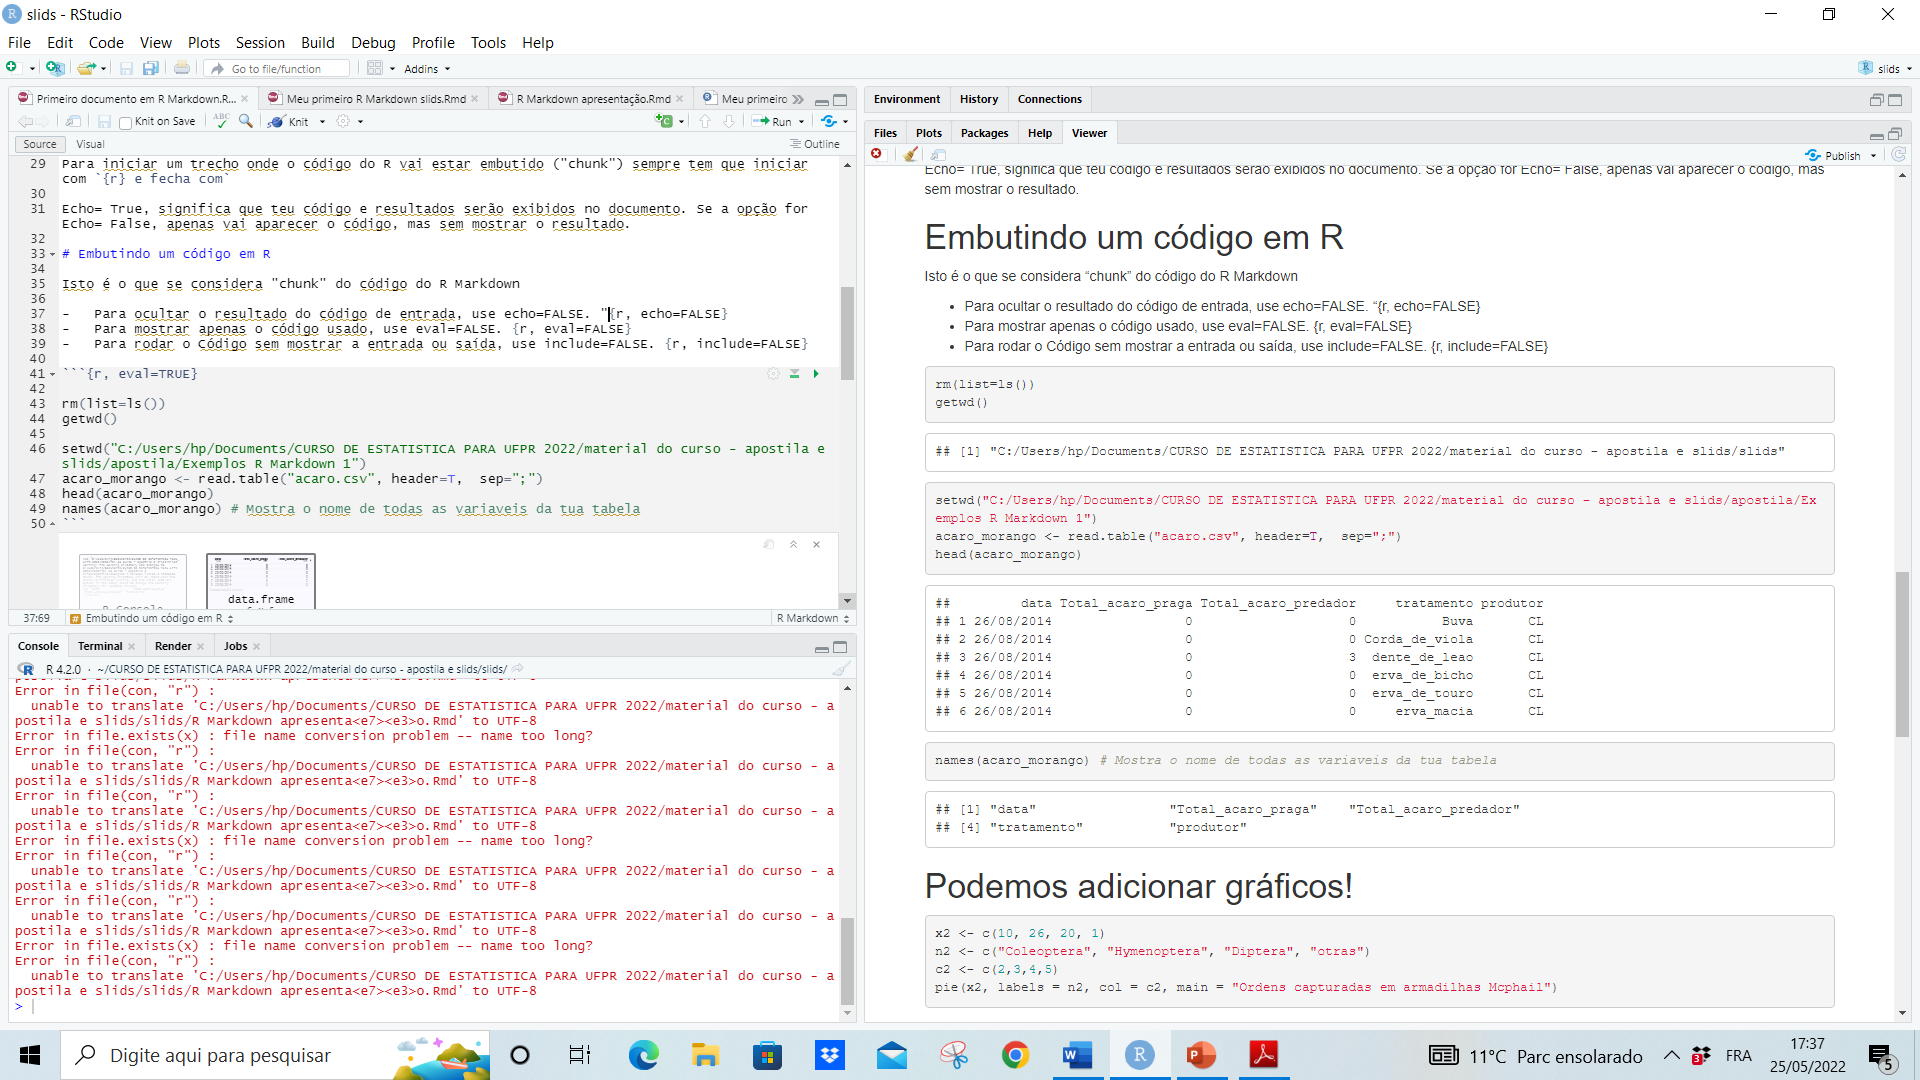 slids - RStudio
File Edit Code View Plots Session Build Debug Profile Tools Help
Go to file/function Addins slids
Primeiro documento em R Markdown.R... Meu primeiro R Markdown slids.Rmd R Markdown apresentação.Rmd Meu primeiro
Knit on Save Knit Run
Source Visual Outline
29 Para iniciar um trecho onde o código do R vai estar embutido ("chunk") sempre tem que iniciar
com `{r} e fecha com`
30
31 Echo= True, significa que teu código e resultados serão exibidos no documento. Se a opção for
Echo= False, apenas vai aparecer o código, mas sem mostrar o resultado.
32
33 # Embutindo um código em R
34
35 Isto é o que se considera "chunk" do código do R Markdown
36
37 - Para ocultar o resultado do código de entrada, use echo=FALSE. "{r, echo=FALSE}
38 - Para mostrar apenas o código usado, use eval=FALSE. {r, eval=FALSE}
39 - Para rodar o Código sem mostrar a entrada ou saída, use include=FALSE. {r, include=FALSE}
40
41 ```{r, eval=TRUE}
42
43 rm(list=ls())
44 getwd()
45
46 setwd("C:/Users/hp/Documents/CURSO DE ESTATISTICA PARA UFPR 2022/material do curso - apostila e
slids/apostila/Exemplos R Markdown 1")
47 acaro_morango <- read.table("acaro.csv", header=T,  sep=";")
48 head(acaro_morango)
49 names(acaro_morango) # Mostra o nome de todas as variaveis da tua tabela
50 ```
data.frame
37:69 Embutindo um código em R R Markdown
Console Terminal Render Jobs
R 4.2.0 · ~/CURSO DE ESTATISTICA PARA UFPR 2022/material do curso - apostila e slids/slids/
Error in file(con, "r") :
unable to translate 'C:/Users/hp/Documents/CURSO DE ESTATISTICA PARA UFPR 2022/material do curso - a
postila e slids/slids/R Markdown apresenta<e7><e3>o.Rmd' to UTF-8
Error in file.exists(x) : file name conversion problem -- name too long?
Error in file(con, "r") :
unable to translate 'C:/Users/hp/Documents/CURSO DE ESTATISTICA PARA UFPR 2022/material do curso - a
postila e slids/slids/R Markdown apresenta<e7><e3>o.Rmd' to UTF-8
Error in file(con, "r") :
unable to translate 'C:/Users/hp/Documents/CURSO DE ESTATISTICA PARA UFPR 2022/material do curso - a
postila e slids/slids/R Markdown apresenta<e7><e3>o.Rmd' to UTF-8
Error in file.exists(x) : file name conversion problem -- name too long?
Error in file(con, "r") :
unable to translate 'C:/Users/hp/Documents/CURSO DE ESTATISTICA PARA UFPR 2022/material do curso - a
postila e slids/slids/R Markdown apresenta<e7><e3>o.Rmd' to UTF-8
Error in file(con, "r") :
unable to translate 'C:/Users/hp/Documents/CURSO DE ESTATISTICA PARA UFPR 2022/material do curso - a
postila e slids/slids/R Markdown apresenta<e7><e3>o.Rmd' to UTF-8
Error in file.exists(x) : file name conversion problem -- name too long?
Error in file(con, "r") :
unable to translate 'C:/Users/hp/Documents/CURSO DE ESTATISTICA PARA UFPR 2022/material do curso - a
postila e slids/slids/R Markdown apresenta<e7><e3>o.Rmd' to UTF-8
>
Environment History Connections
Files Plots Packages Help Viewer
Publish
Echo= True, significa que teu código e resultados serão exibidos no documento. Se a opção for Echo= False, apenas vai aparecer o código, mas
sem mostrar o resultado.
Embutindo um código em R
Isto é o que se considera “chunk” do código do R Markdown
• Para ocultar o resultado do código de entrada, use echo=FALSE. “{r, echo=FALSE}
• Para mostrar apenas o código usado, use eval=FALSE. {r, eval=FALSE}
• Para rodar o Código sem mostrar a entrada ou saída, use include=FALSE. {r, include=FALSE}
rm(list=ls())
getwd()
## [1] "C:/Users/hp/Documents/CURSO DE ESTATISTICA PARA UFPR 2022/material do curso - apostila e slids/slids"
setwd("C:/Users/hp/Documents/CURSO DE ESTATISTICA PARA UFPR 2022/material do curso - apostila e slids/apostila/Ex
emplos R Markdown 1")
acaro_morango <- read.table("acaro.csv", header=T,  sep=";")
head(acaro_morango)
## data Total_acaro_praga Total_acaro_predador tratamento produtor
## 1 26/08/2014 0 0 Buva CL
## 2 26/08/2014 0 0 Corda_de_viola CL
## 3 26/08/2014 0 3 dente_de_leao CL
## 4 26/08/2014 0 0 erva_de_bicho CL
## 5 26/08/2014 0 0 erva_de_touro CL
## 6 26/08/2014 0 0 erva_macia CL
names(acaro_morango) # Mostra o nome de todas as variaveis da tua tabela
## [1] "data" "Total_acaro_praga" "Total_acaro_predador"
## [4] "tratamento" "produtor"
Podemos adicionar gráficos!
x2 <- c(10, 26, 20, 1)
n2 <- c("Coleoptera", "Hymenoptera", "Diptera", "otras")
c2 <- c(2,3,4,5)
pie(x2, labels = n2, col = c2, main = "Ordens capturadas em armadilhas Mcphail")
Digite aqui para pesquisar
11°C Parc ensolarado
3
FRA
17:37
25/05/2022
5